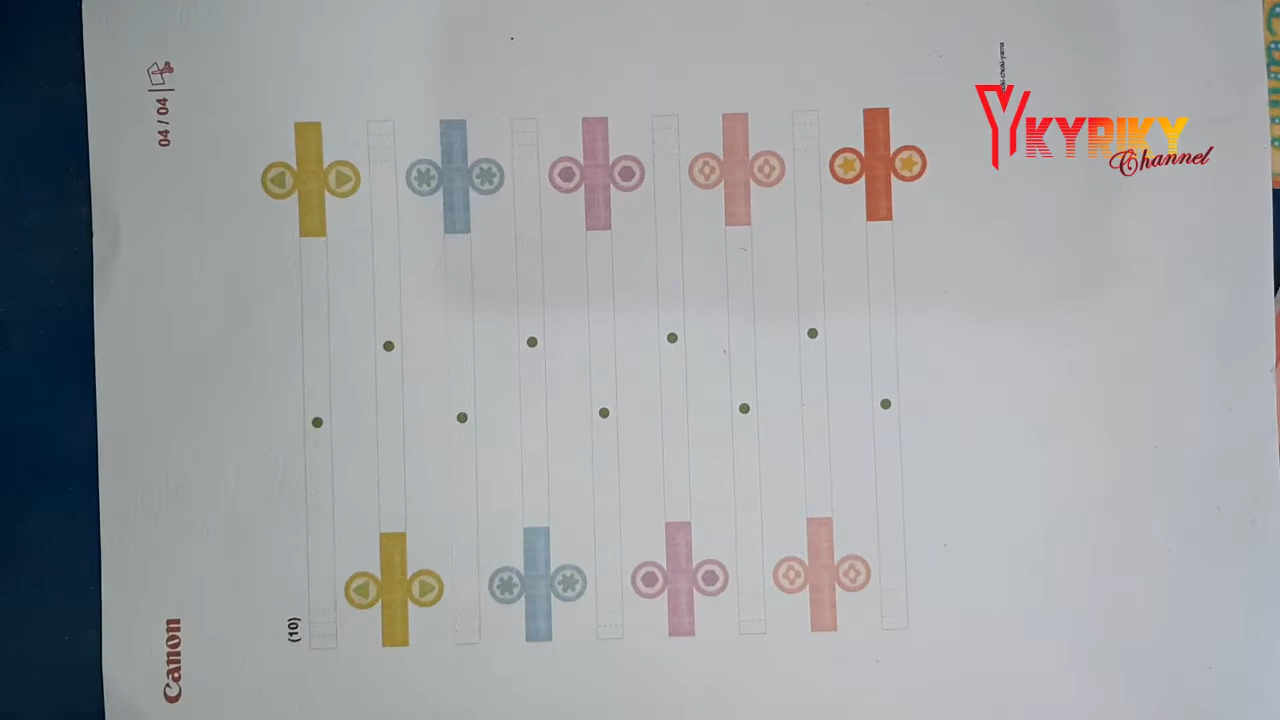 04 / 04
Canon
(10)
KYRIKY
Channel